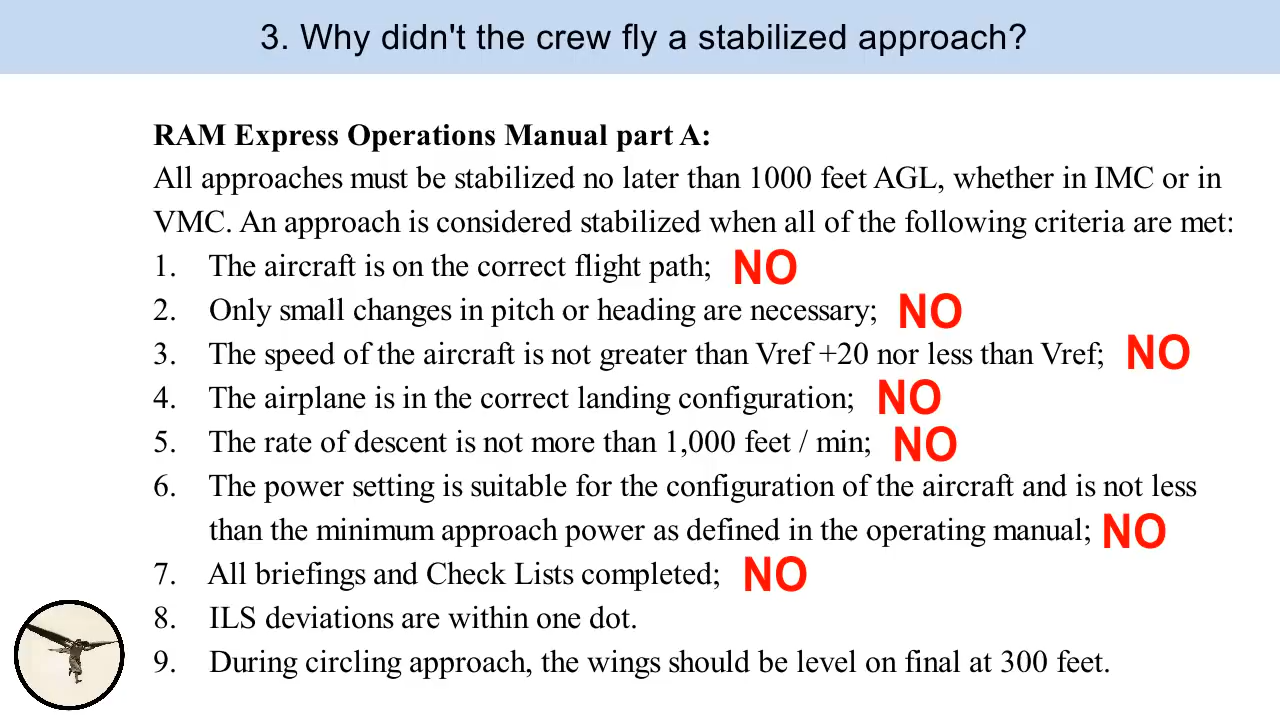 3. Why didn't the crew fly a stabilized approach?
RAM Express Operations Manual part A:
All approaches must be stabilized no later than 1000 feet AGL, whether in IMC or in
VMC. An approach is considered stabilized when all of the following criteria are met:
1. The aircraft is on the correct flight path; NO
2. Only small changes in pitch or heading are necessary; NO
3. The speed of the aircraft is not greater than Vref +20 nor less than Vref; NO
4. The airplane is in the correct landing configuration; NO
5. The rate of descent is not more than 1,000 feet / min; NO
6. The power setting is suitable for the configuration of the aircraft and is not less
than the minimum approach power as defined in the operating manual; NO
7. All briefings and Check Lists completed; NO
8. ILS deviations are within one dot.
9. During circling approach, the wings should be level on final at 300 feet.